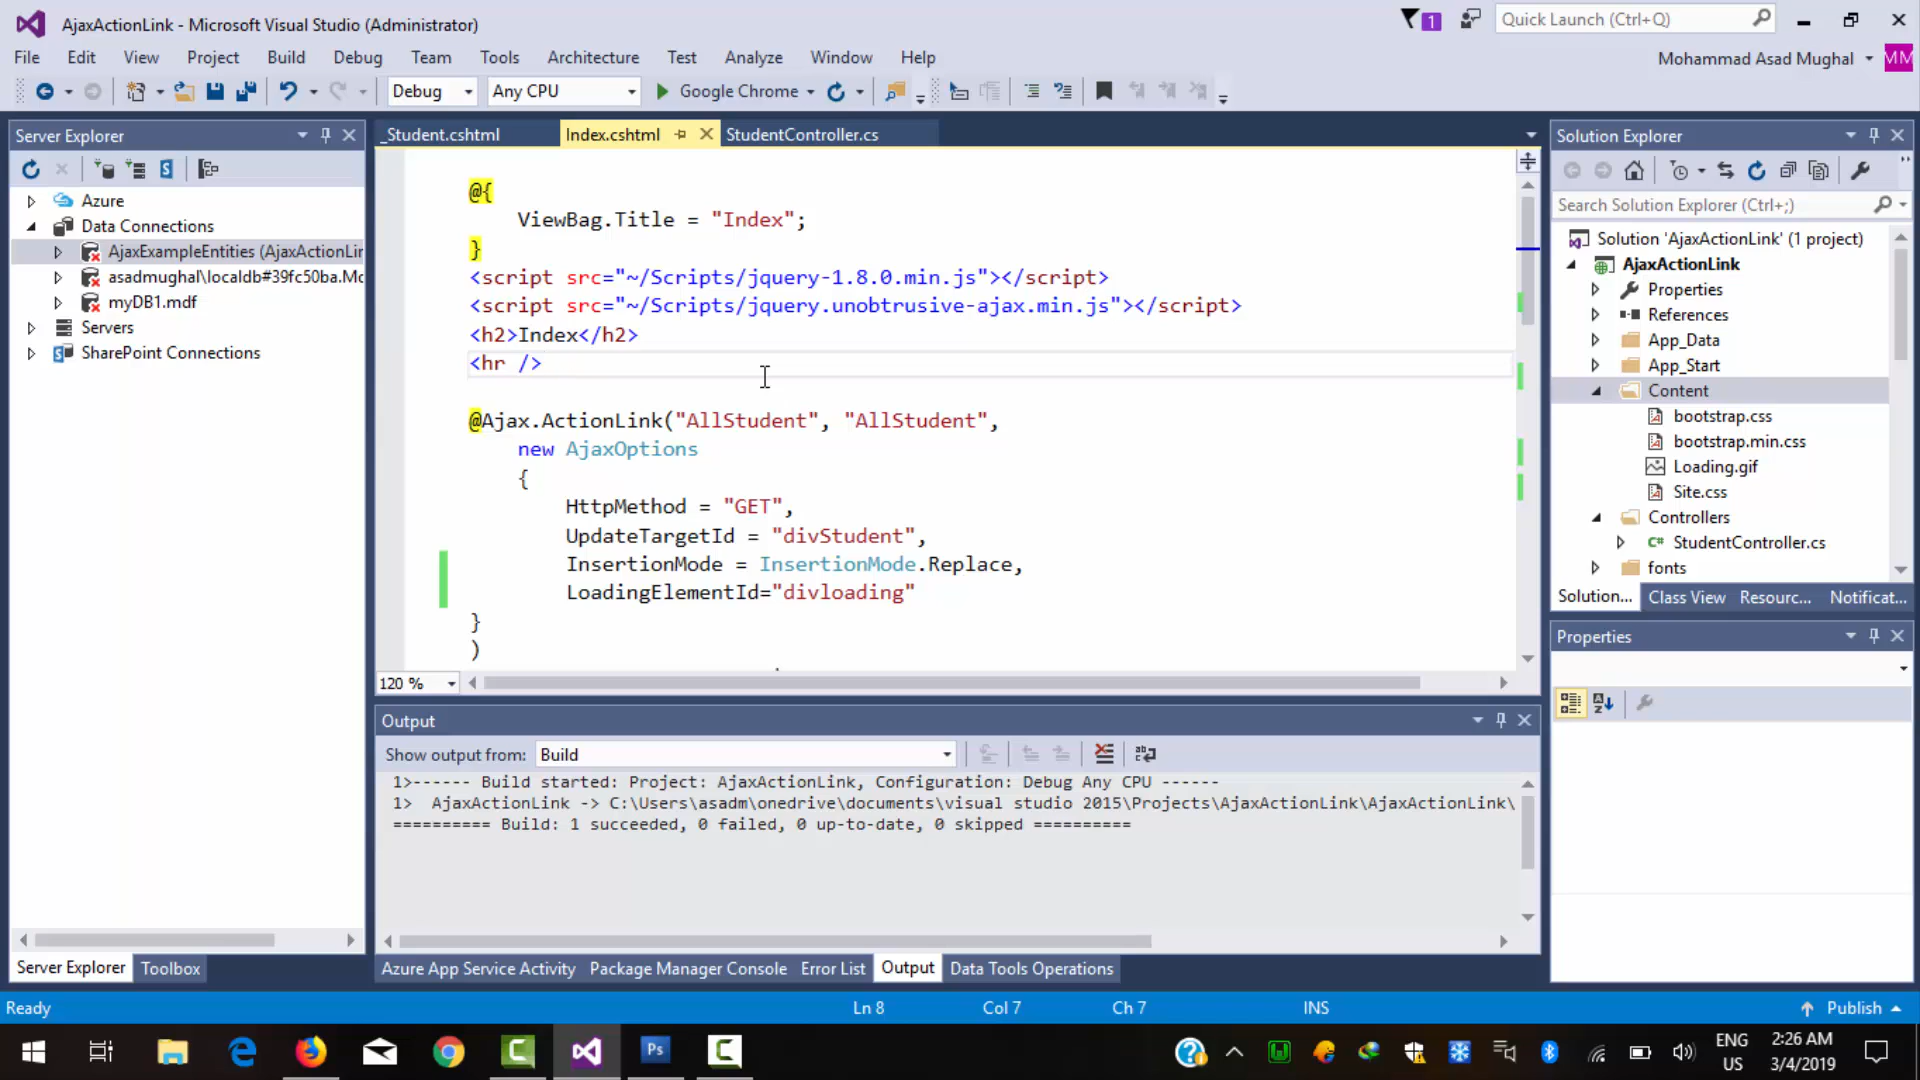 AjaxActionLink - Microsoft Visual Studio (Administrator)
1
Quick Launch (Ctrl+Q)
File Edit View Project Build Debug Team Tools Architecture Test Analyze Window Help
Mohammad Asad Mughal
MM
Debug
Any CPU
Google Chrome
Server Explorer
Azure
Data Connections
AjaxExampleEntities (AjaxActionLin
asadmughal\localdb#39fc50ba.Mc
myDB1.mdf
Servers
SharePoint Connections
Server Explorer
Toolbox
_Student.cshtml
Index.cshtml
StudentController.cs
@{
ViewBag.Title = "Index";
}
<script src="~/Scripts/jquery-1.8.0.min.js"></script>
<script src="~/Scripts/jquery.unobtrusive-ajax.min.js"></script>
<h2>Index</h2>
<hr />
@Ajax.ActionLink("AllStudent", "AllStudent",
new AjaxOptions
{
HttpMethod = "GET",
UpdateTargetId = "divStudent",
InsertionMode = InsertionMode.Replace,
LoadingElementId="divloading"
}
)
120 %
Output
Show output from: Build
1>------ Build started: Project: AjaxActionLink, Configuration: Debug Any CPU ------
1>  AjaxActionLink -> C:\Users\asadm\onedrive\documents\visual studio 2015\Projects\AjaxActionLink\AjaxActionLink\
========== Build: 1 succeeded, 0 failed, 0 up-to-date, 0 skipped ==========
Azure App Service Activity
Package Manager Console
Error List
Output
Data Tools Operations
Solution Explorer
Search Solution Explorer (Ctrl+;)
Solution 'AjaxActionLink' (1 project)
AjaxActionLink
Properties
References
App_Data
App_Start
Content
bootstrap.css
bootstrap.min.css
Loading.gif
Site.css
Controllers
C# StudentController.cs
fonts
Solution... Class View Resourc... Notificat...
Properties
Ready
Ln 8
Col 7
Ch 7
INS
Publish
Ps
ENG
US
2:26 AM
3/4/2019